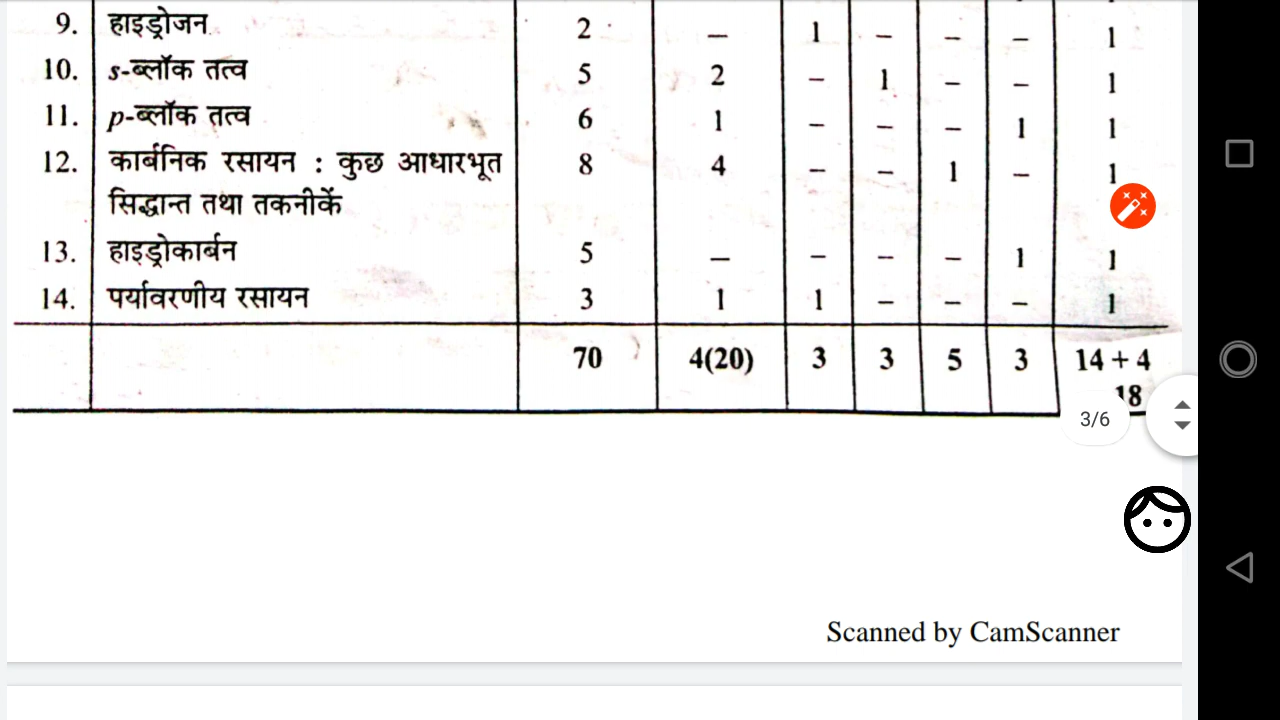 9. हाइड्रोजन 2 – 1 – – – 1
10. s-ब्लॉक तत्व 5 2 – 1 – – 1
11. p-ब्लॉक तत्व 6 1 – – – 1 1
12. कार्बनिक रसायन : कुछ आधारभूत 8 4 – – 1 – 1
सिद्धान्त तथा तकनीकें
13. हाइड्रोकार्बन 5 – – – – 1 1
14. पर्यावरणीय रसायन 3 1 1 – – – 1
70 4(20) 3 3 5 3 14 + 4
18
3/6
Scanned by CamScanner